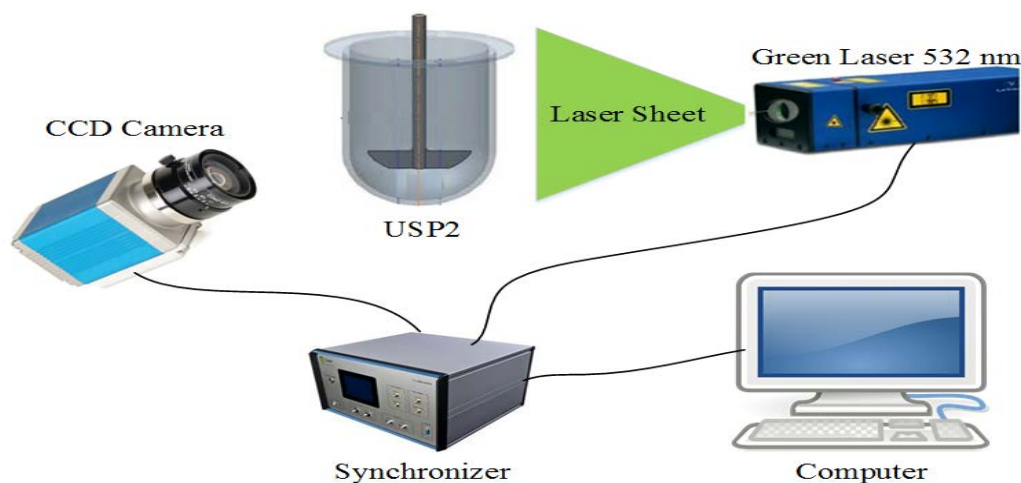 Green Laser 532 nm
CCD Camera
Laser Sheet
USP2
Synchronizer
Computer